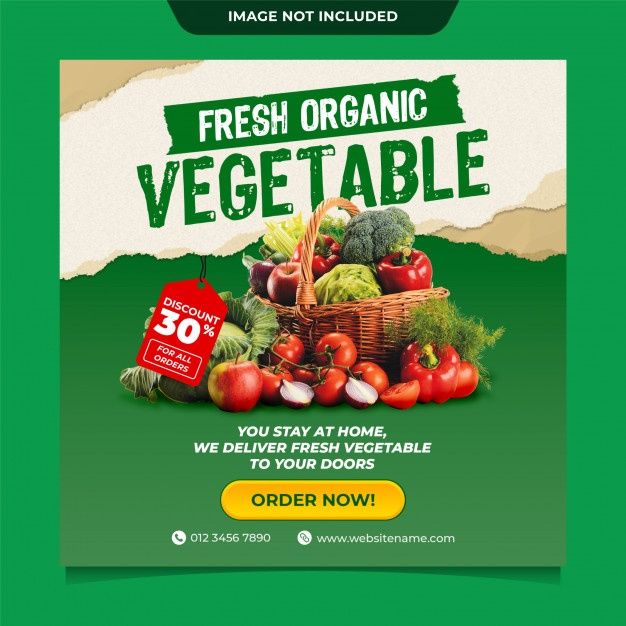 IMAGE NOT INCLUDED
FRESH ORGANIC
VEGETABLE
DISCOUNT
30%
FOR ALL
ORDERS
YOU STAY AT HOME,
WE DELIVER FRESH VEGETABLE
TO YOUR DOORS
ORDER NOW!
012 3456 7890 www.websitename.com